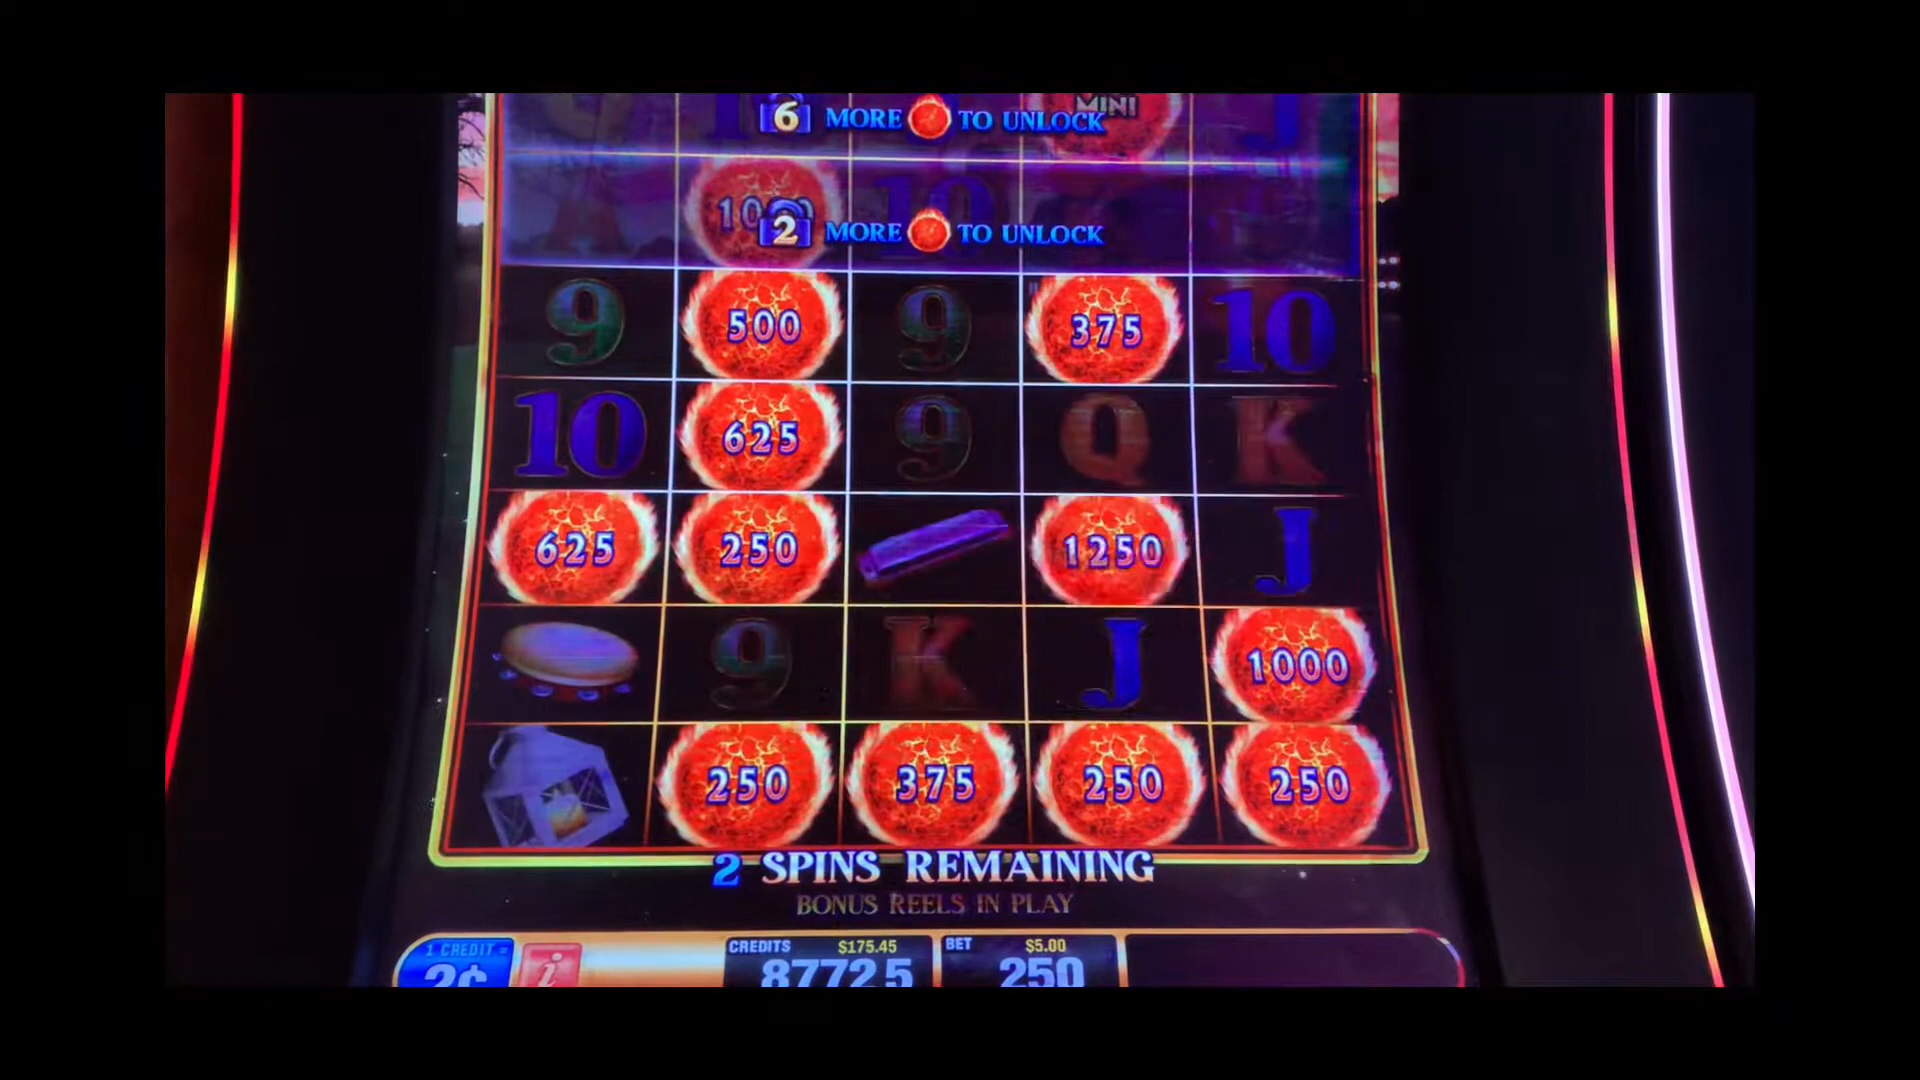 MINI
6 MORE TO UNLOCK
10
2 MORE TO UNLOCK
9 500 9 375 10
10 625 9 Q K
625 250 1250 J
9 K J 1000
250 375 250 250
2 SPINS REMAINING
BONUS REELS IN PLAY
1 CREDIT = CREDITS $175.45 BET $5.00
2¢ i 87725 250